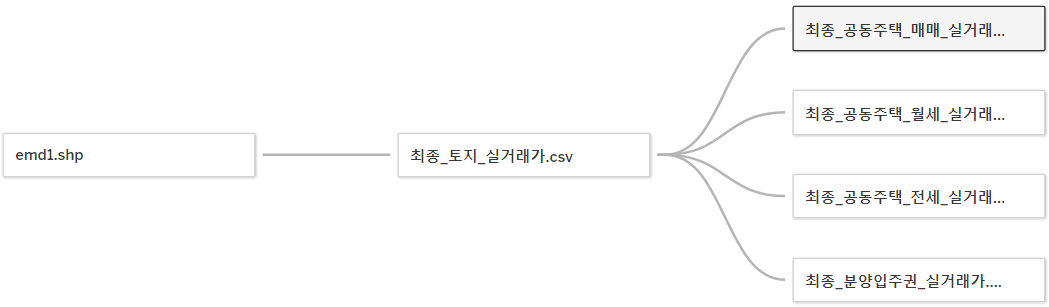 emd1.shp
최종_토지_실거래가.csv
최종_공동주택_매매_실거래...
최종_공동주택_월세_실거래...
최종_공동주택_전세_실거래...
최종_분양입주권_실거래가....